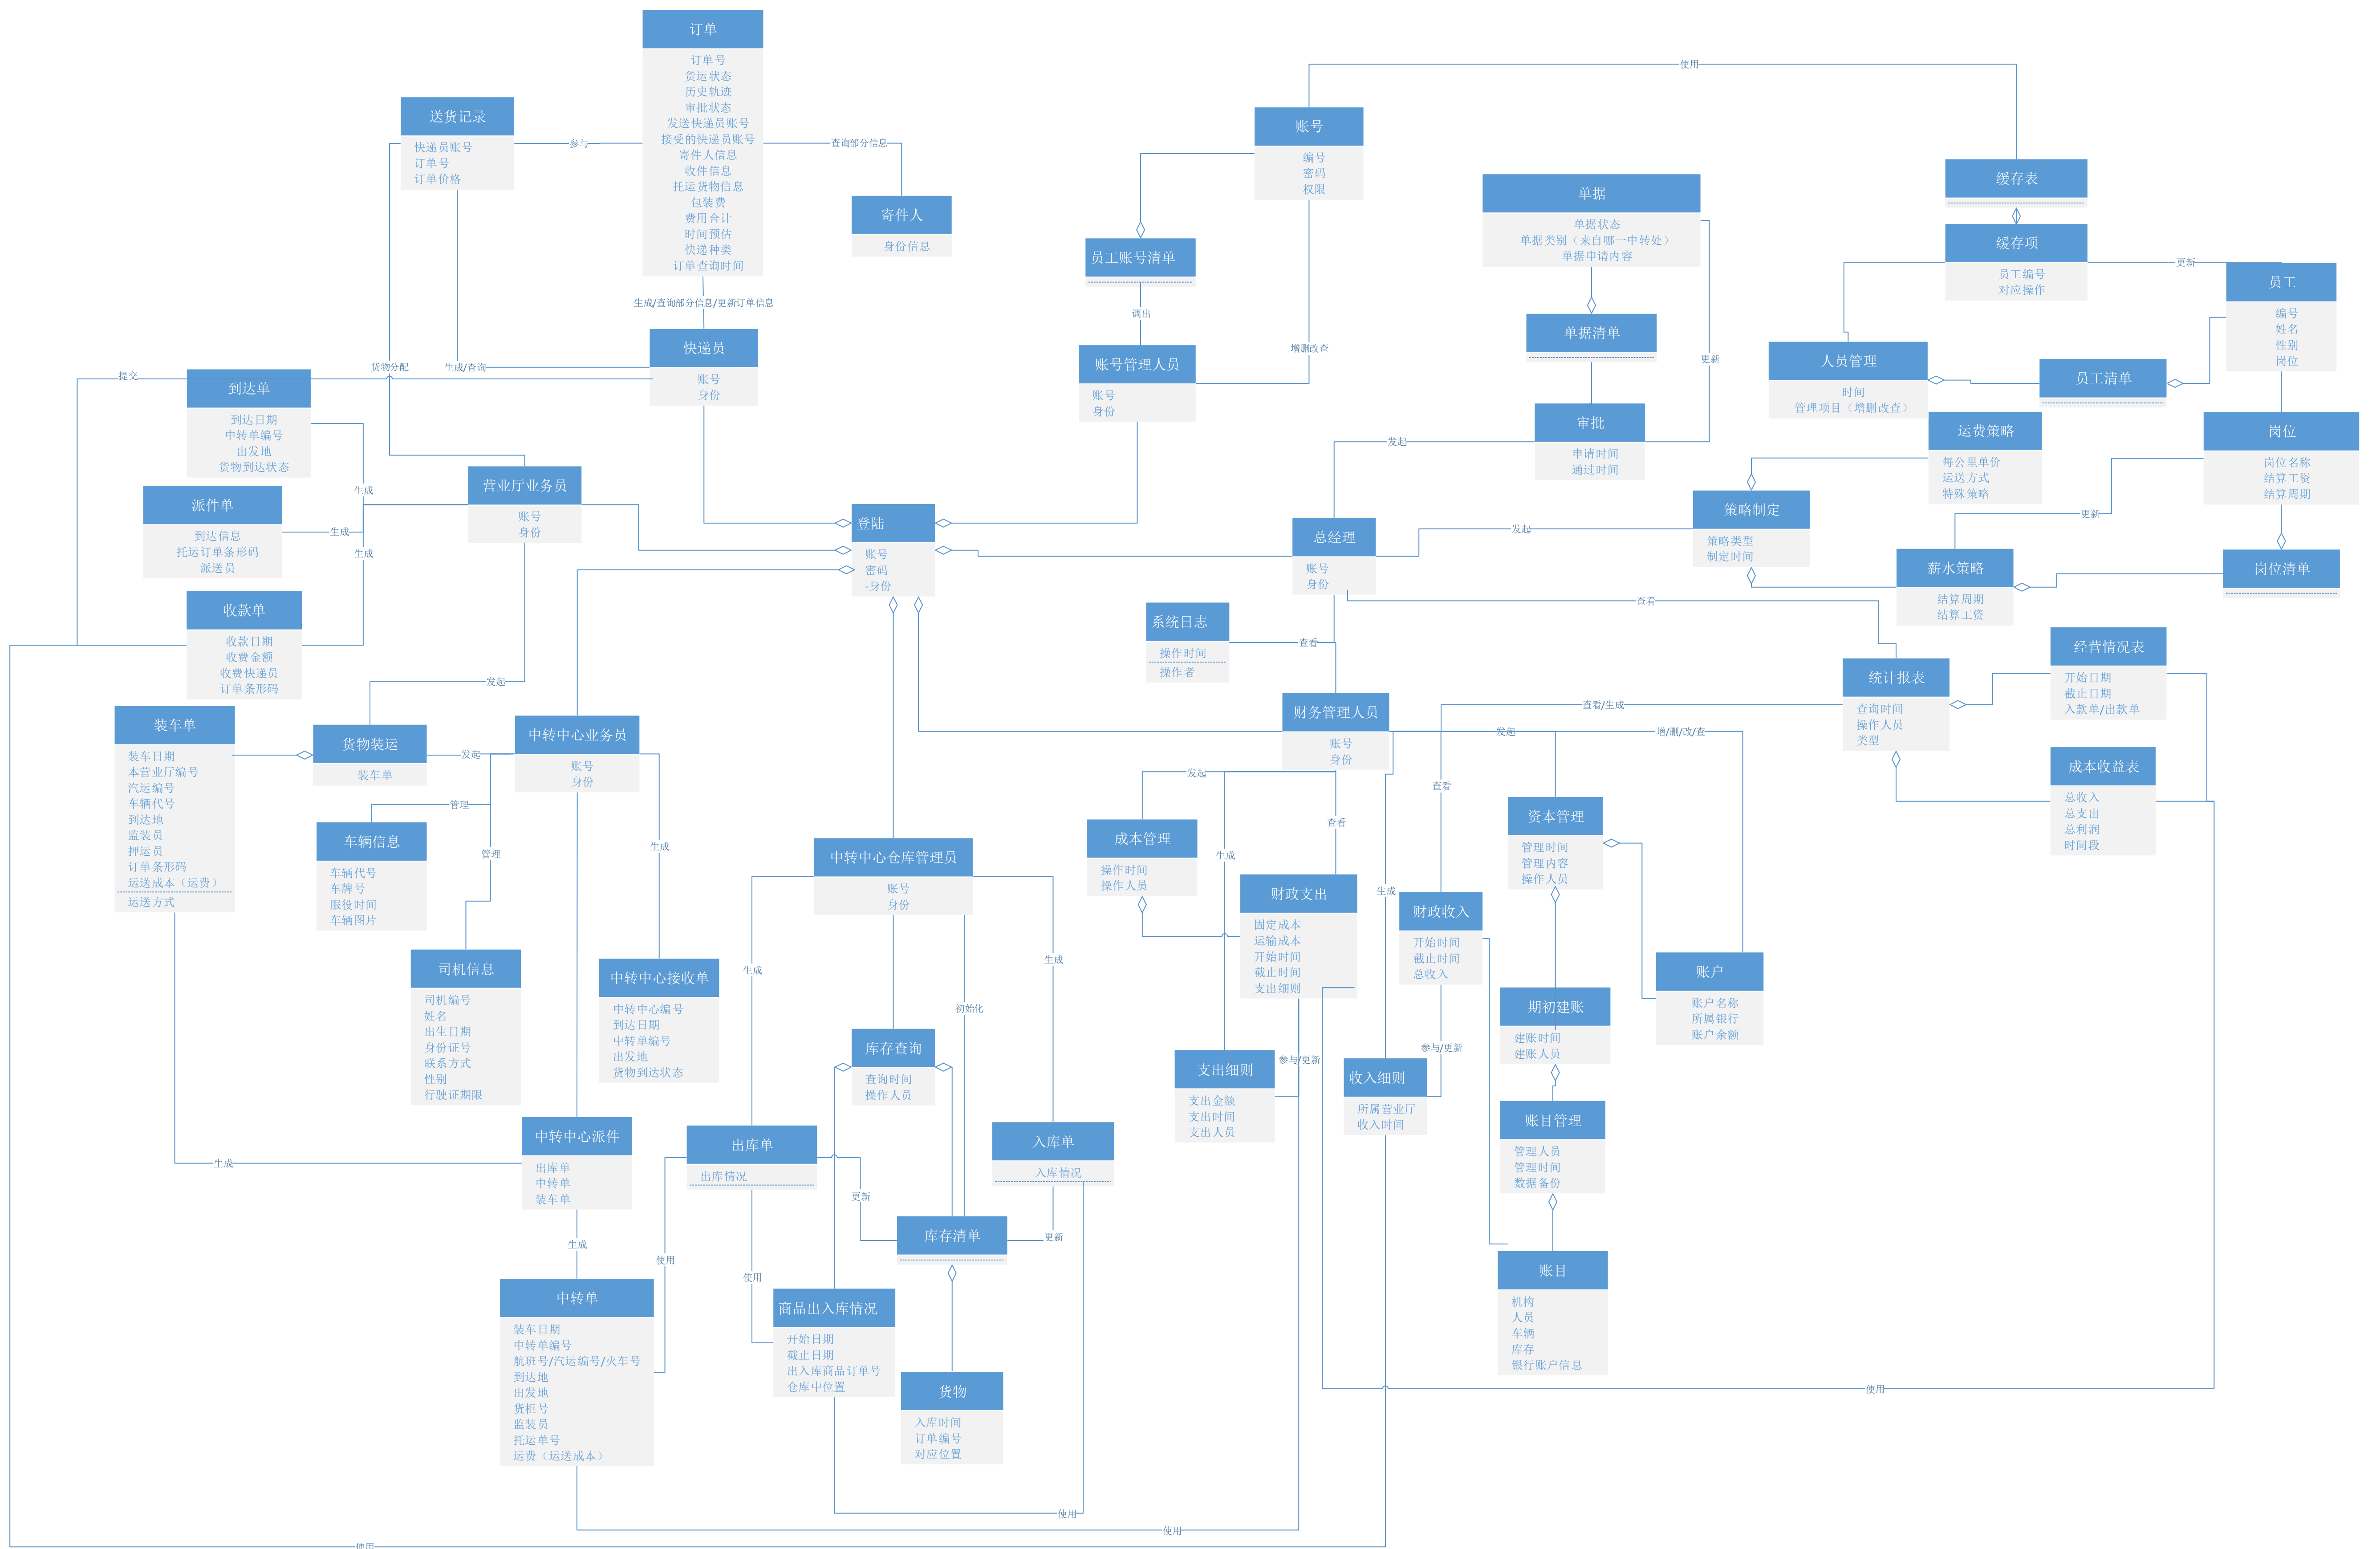 订单
订单号
货运状态
历史轨迹
审批状态
发送快递员账号
接受的快递员账号
寄件人信息
收件信息
托运货物信息
包装费
费用合计
时间预估
快递种类
订单查询时间
送货记录
快递员账号
订单号
订单价格
参与
查询部分信息
寄件人
身份信息
生成/查询部分信息/更新订单信息
快递员
账号
身份
货物分配
生成/查询
提交
使用
账号
编号
密码
权限
员工账号清单
调出
账号管理人员
账号
身份
增删改查
单据
单据状态
单据类别（来自哪一中转处）
单据申请内容
单据清单
更新
审批
申请时间
通过时间
发起
缓存表
缓存项
员工编号
对应操作
更新
员工
编号
姓名
性别
岗位
人员管理
时间
管理项目（增删改查）
员工清单
运费策略
每公里单价
运送方式
特殊策略
岗位
岗位名称
结算工资
结算周期
策略制定
策略类型
制定时间
发起
更新
薪水策略
结算周期
结算工资
岗位清单
到达单
到达日期
中转单编号
出发地
货物到达状态
生成
派件单
到达信息
托运订单条形码
派送员
生成
生成
收款单
收款日期
收费金额
收费快递员
订单条形码
营业厅业务员
账号
身份
登陆
账号
密码
-身份
总经理
账号
身份
系统日志
操作时间
操作者
查看
查看
统计报表
查询时间
操作人员
类型
经营情况表
开始日期
截止日期
入款单/出款单
成本收益表
总收入
总支出
总利润
时间段
发起
装车单
装车日期
本营业厅编号
汽运编号
车辆代号
到达地
监装员
押运员
订单条形码
运送成本（运费）
运送方式
货物装运
装车单
发起
中转中心业务员
账号
身份
管理
车辆信息
车辆代号
车牌号
服役时间
车辆图片
管理
生成
司机信息
司机编号
姓名
出生日期
身份证号
联系方式
性别
行驶证期限
中转中心接收单
中转中心编号
到达日期
中转单编号
出发地
货物到达状态
中转中心仓库管理员
账号
身份
生成
生成
初始化
库存查询
查询时间
操作人员
财务管理人员
账号
身份
查看/生成
发起
增/删/改/查
发起
查看
查看
成本管理
操作时间
操作人员
生成
财政支出
固定成本
运输成本
开始时间
截止时间
支出细则
生成
财政收入
开始时间
截止时间
总收入
资本管理
管理时间
管理内容
操作人员
账户
账户名称
所属银行
账户余额
期初建账
建账时间
建账人员
支出细则
支出金额
支出时间
支出人员
参与/更新
收入细则
所属营业厅
收入时间
参与/更新
账目管理
管理人员
管理时间
数据备份
账目
机构
人员
车辆
库存
银行账户信息
使用
中转中心派件
出库单
中转单
装车单
生成
生成
中转单
装车日期
中转单编号
航班号/汽运编号/火车号
到达地
出发地
货柜号
监装员
托运单号
运费（运送成本）
出库单
出库情况
入库单
入库情况
更新
更新
使用
使用
库存清单
商品出入库情况
开始日期
截止日期
出入库商品订单号
仓库中位置
货物
入库时间
订单编号
对应位置
使用
使用
使用